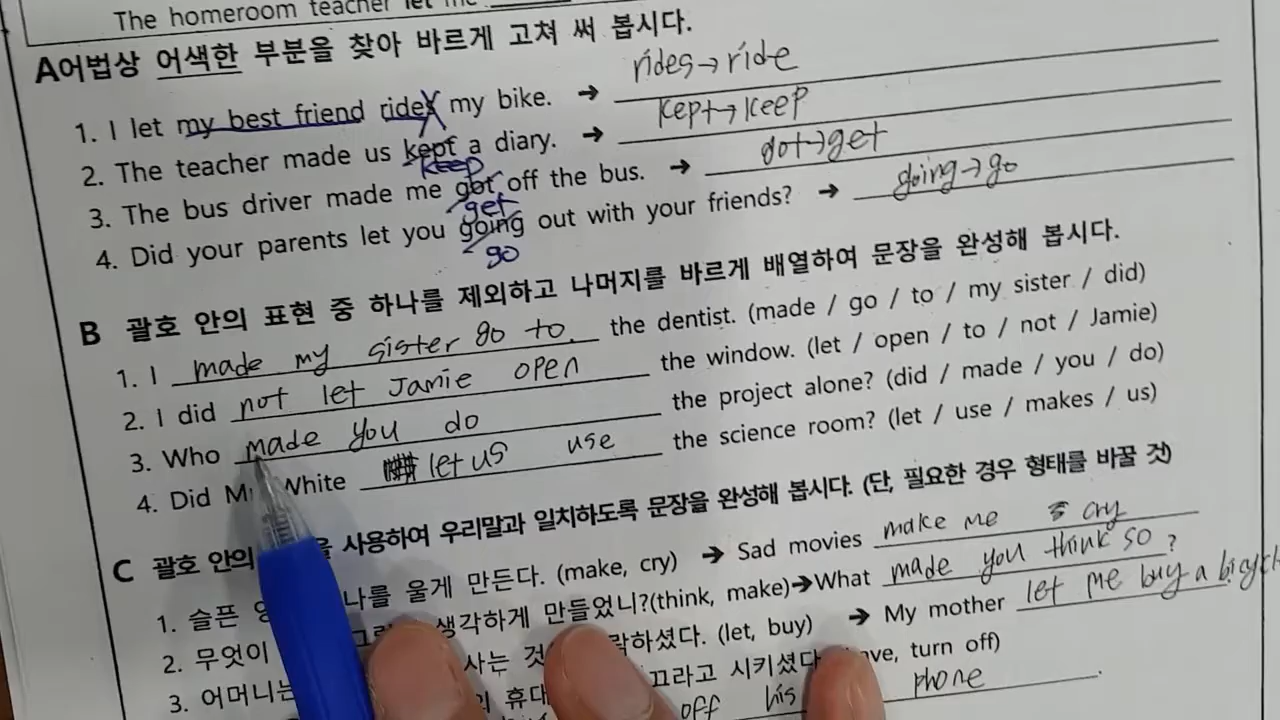 The homeroom teacher let me
A어법상 어색한 부분을 찾아 바르게 고쳐 써 봅시다.
1. I let my best friend rides my bike. → rides→ride
2. The teacher made us kept a diary. → kept→keep
keep
3. The bus driver made me got off the bus. → got→get
get
4. Did your parents let you going out with your friends? → going→go
go
B 괄호 안의 표현 중 하나를 제외하고 나머지를 바르게 배열하여 문장을 완성해 봅시다.
1. I made my sister go to. the dentist. (made / go / to / my sister / did)
2. I did not let Jamie open the window. (let / open / to / not / Jamie)
3. Who made you do the project alone? (did / made / you / do)
4. Did Mr White let us use the science room? (let / use / makes / us)
C 괄호 안의 사용하여 우리말과 일치하도록 문장을 완성해 봅시다. (단, 필요한 경우 형태를 바꿀 것)
1. 슬픈 나를 울게 만든다. (make, cry) → Sad movies make me cry
2. 무엇이 생각하게 만들었니?(think, make)→What made you think so?
3. 어머니는 사는 것 락하셨다. (let, buy) → My mother let me buy a
휴대 끄라고 시키셨다 turn off)
off his phone.